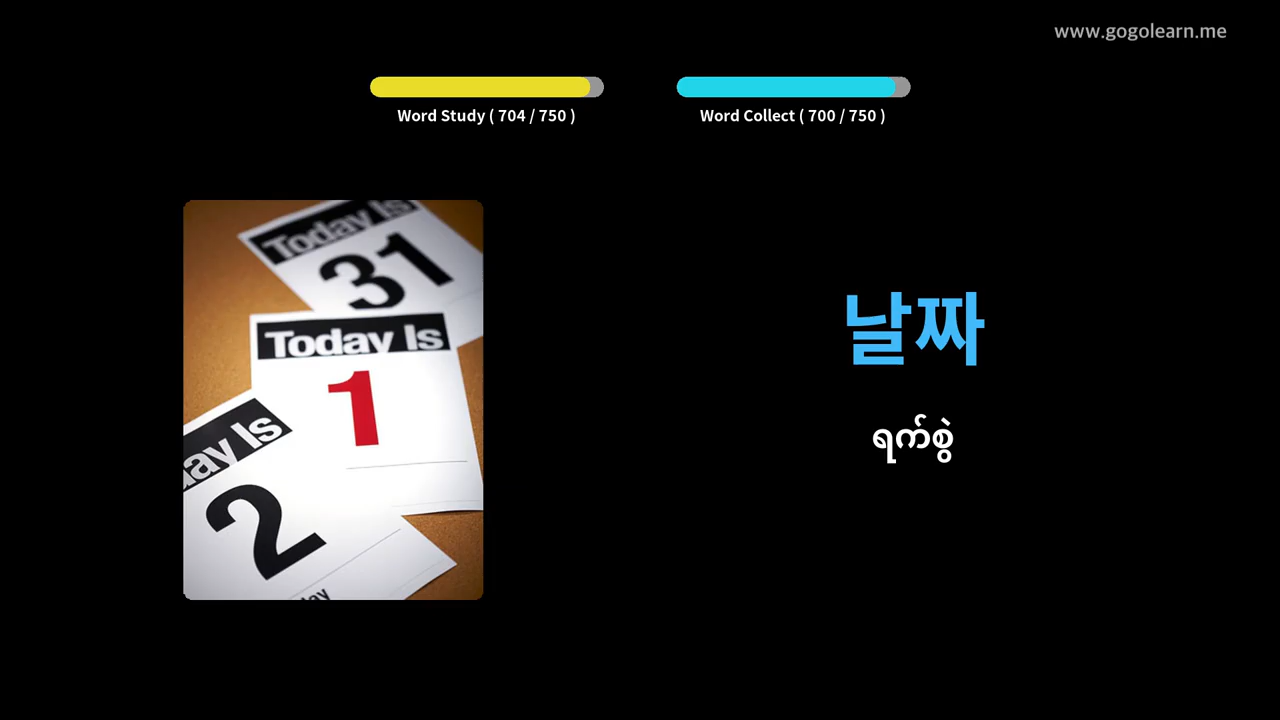 www.gogolearn.me
Word Study ( 704 / 750 )
Word Collect ( 700 / 750 )
Today Is
31
Today Is
1
ay Is
2
날짜
ရက်စွဲ